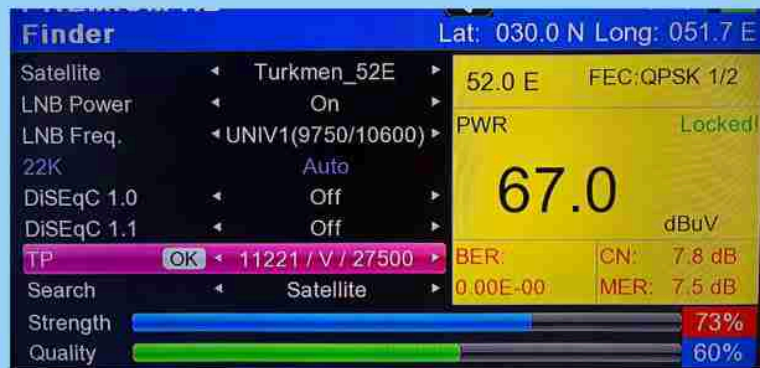 Finder
Lat: 030.0 N Long: 051.7 E
Satellite Turkmen_52E
LNB Power On
LNB Freq. UNIV1(9750/10600)
22K Auto
DiSEqC 1.0 Off
DiSEqC 1.1 Off
TP OK 11221 / V / 27500
Search Satellite
52.0 E FEC:QPSK 1/2
PWR Locked!
67.0
dBuV
BER: CN: 7.8 dB
0.00E-00 MER: 7.5 dB
Strength 73%
Quality 60%